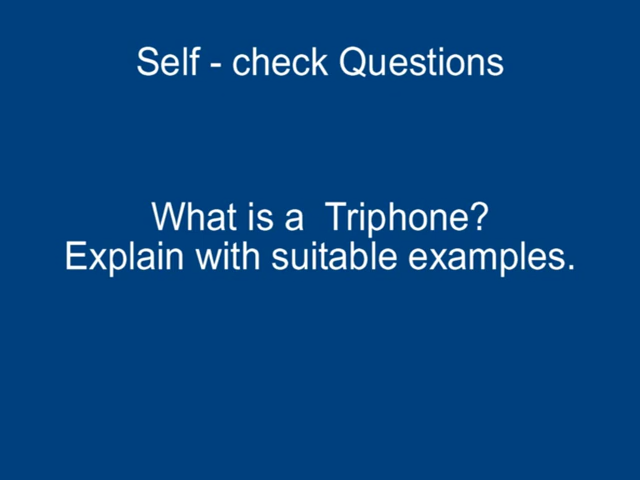 Self - check Questions
What is a Triphone?
Explain with suitable examples.